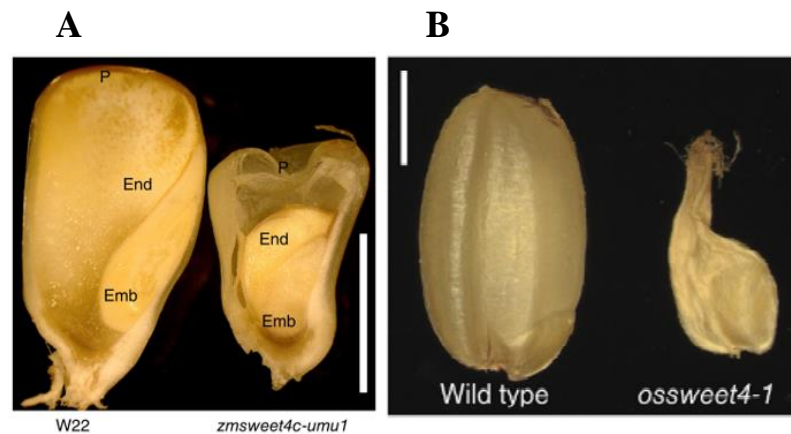 A
B
P
End
Emb
P
End
Emb
W22
zmsweet4c-umu1
Wild type
ossweet4-1